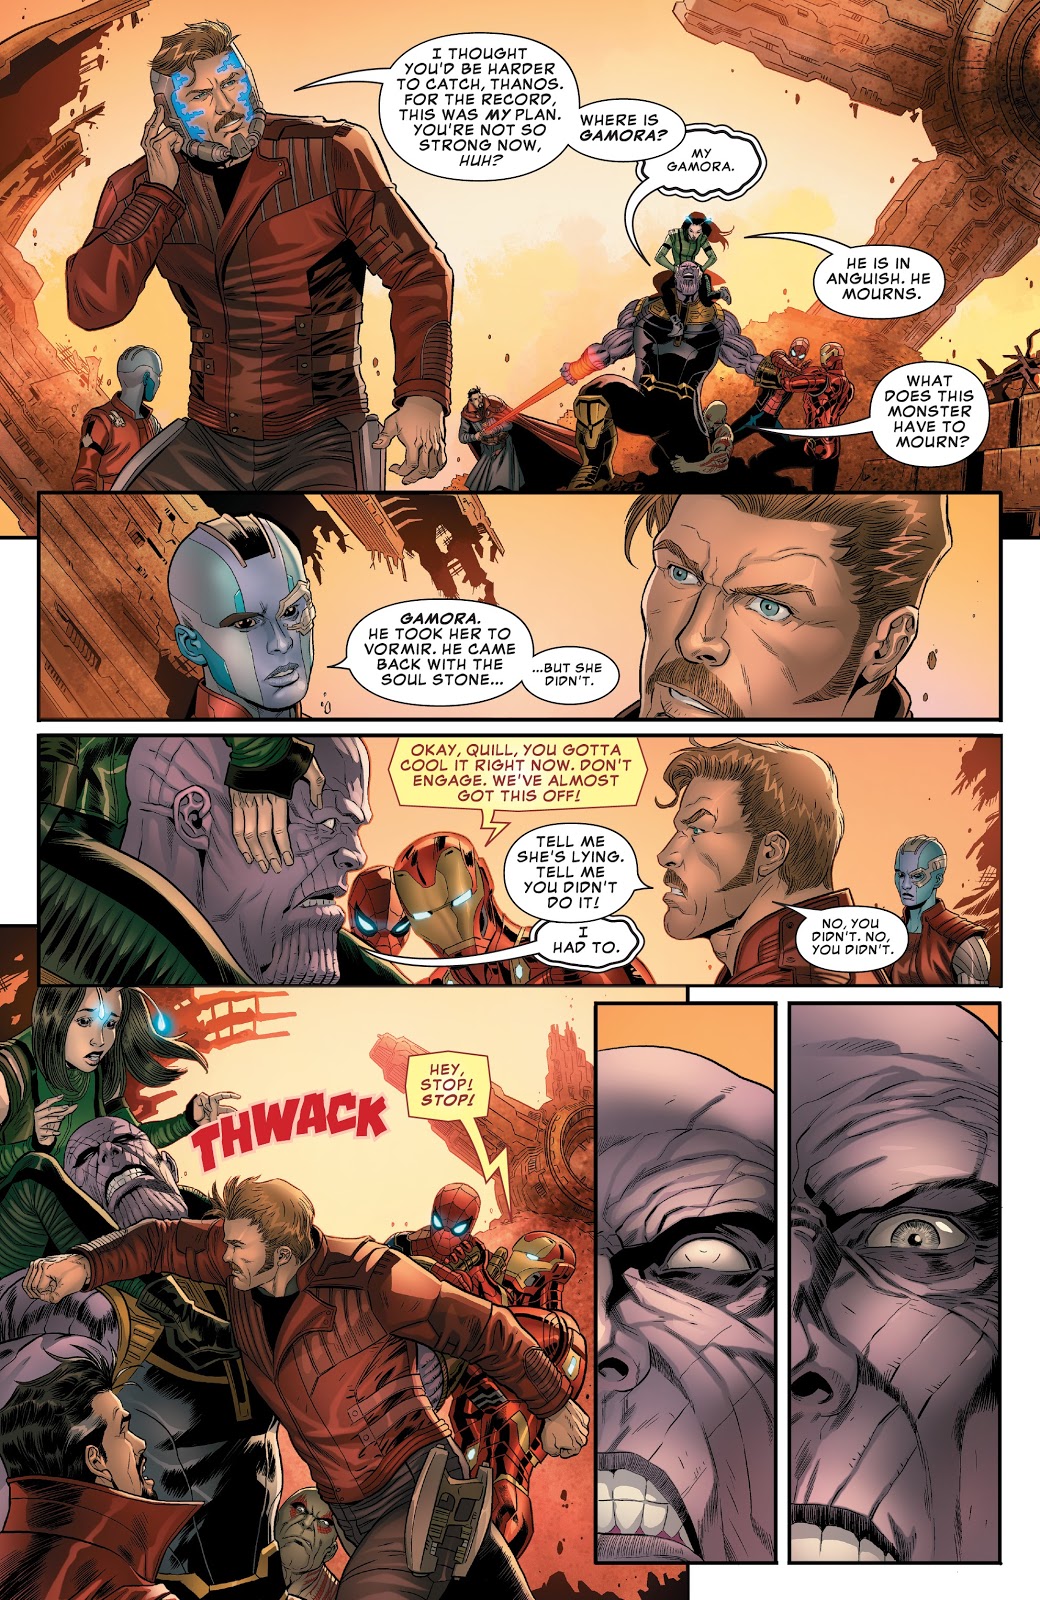 I THOUGHT
YOU'D BE HARDER
TO CATCH, THANOS.
FOR THE RECORD,
THIS WAS MY PLAN.
YOU'RE NOT SO
STRONG NOW,
HUH?
WHERE IS
GAMORA?
MY
GAMORA.
HE IS IN
ANGUISH. HE
MOURNS.
WHAT
DOES THIS
MONSTER
HAVE TO
MOURN?
GAMORA.
HE TOOK HER TO
VORMIR. HE CAME
BACK WITH THE
SOUL STONE...
...BUT SHE
DIDN'T.
OKAY, QUILL, YOU GOTTA
COOL IT RIGHT NOW. DON'T
ENGAGE. WE'VE ALMOST
GOT THIS OFF!
TELL ME
SHE'S LYING.
TELL ME
YOU DIDN'T
DO IT!
I
HAD TO.
NO, YOU
DIDN'T. NO,
YOU DIDN'T.
THWACK
HEY,
STOP!
STOP!